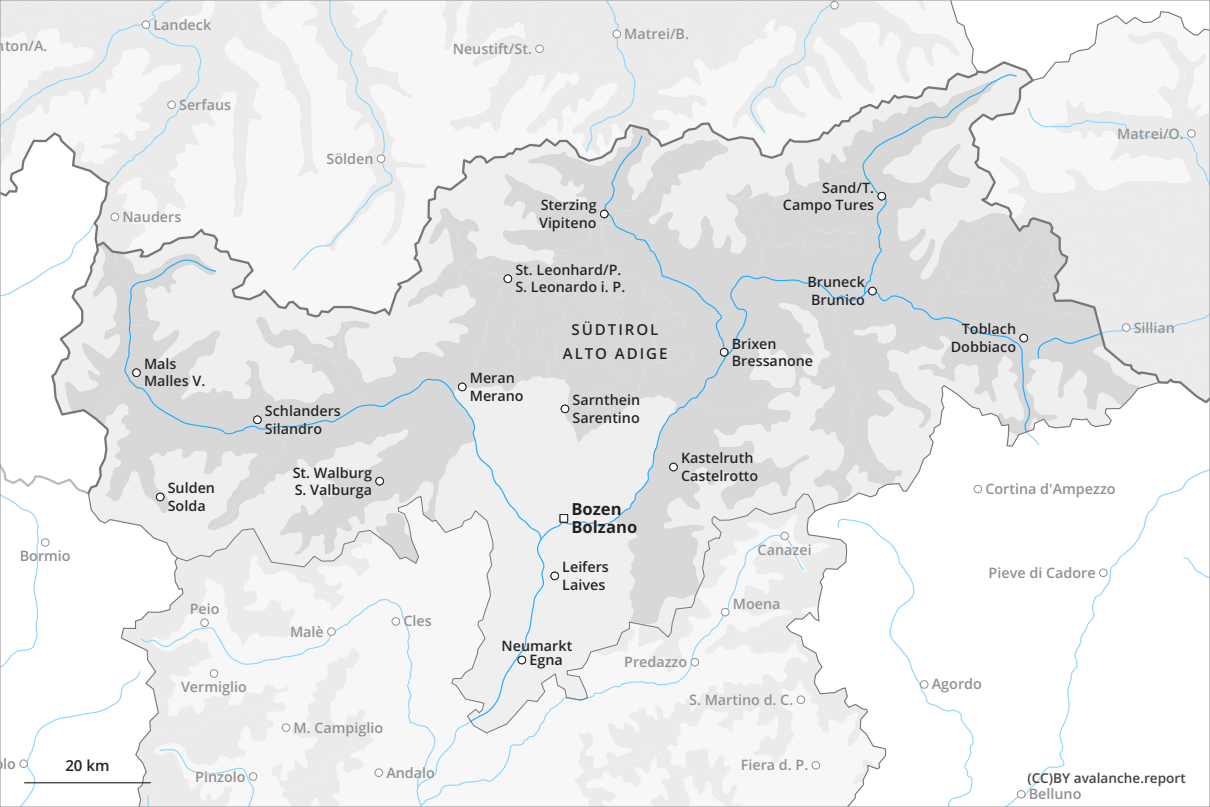 Landeck
nton/A.
Neustift/St.
Matrei/B.
Serfaus
Matrei/O.
Sölden
Sand/T.
Campo Tures
Nauders
Sterzing
Vipiteno
St. Leonhard/P.
S. Leonardo i. P.
Bruneck
Brunico
SÜDTIROL
ALTO ADIGE
Toblach
Dobbiaco
Sillian
Brixen
Bressanone
Mals
Malles V.
Meran
Merano
Sarnthein
Sarentino
Schlanders
Silandro
Kastelruth
Castelrotto
St. Walburg
S. Valburga
Sulden
Solda
Cortina d'Ampezzo
Bozen
Bolzano
Bormio
Canazei
Leifers
Laives
Pieve di Cadore
Peio
Moena
Malè
Cles
Neumarkt
Egna
Predazzo
Vermiglio
Agordo
S. Martino d. C.
M. Campiglio
olo
20 km
Pinzolo
Andalo
Fiera d. P.
(CC)BY avalanche.report
Belluno